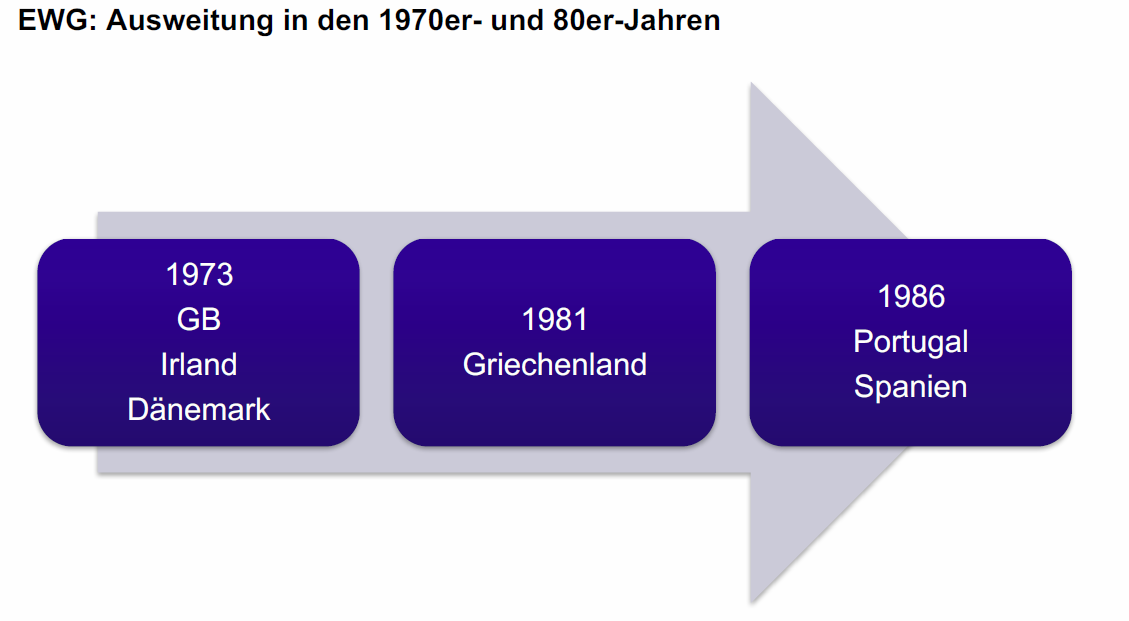 EWG: Ausweitung in den 1970er- und 80er-Jahren
1973
GB
Irland
Dänemark
1981
Griechenland
1986
Portugal
Spanien